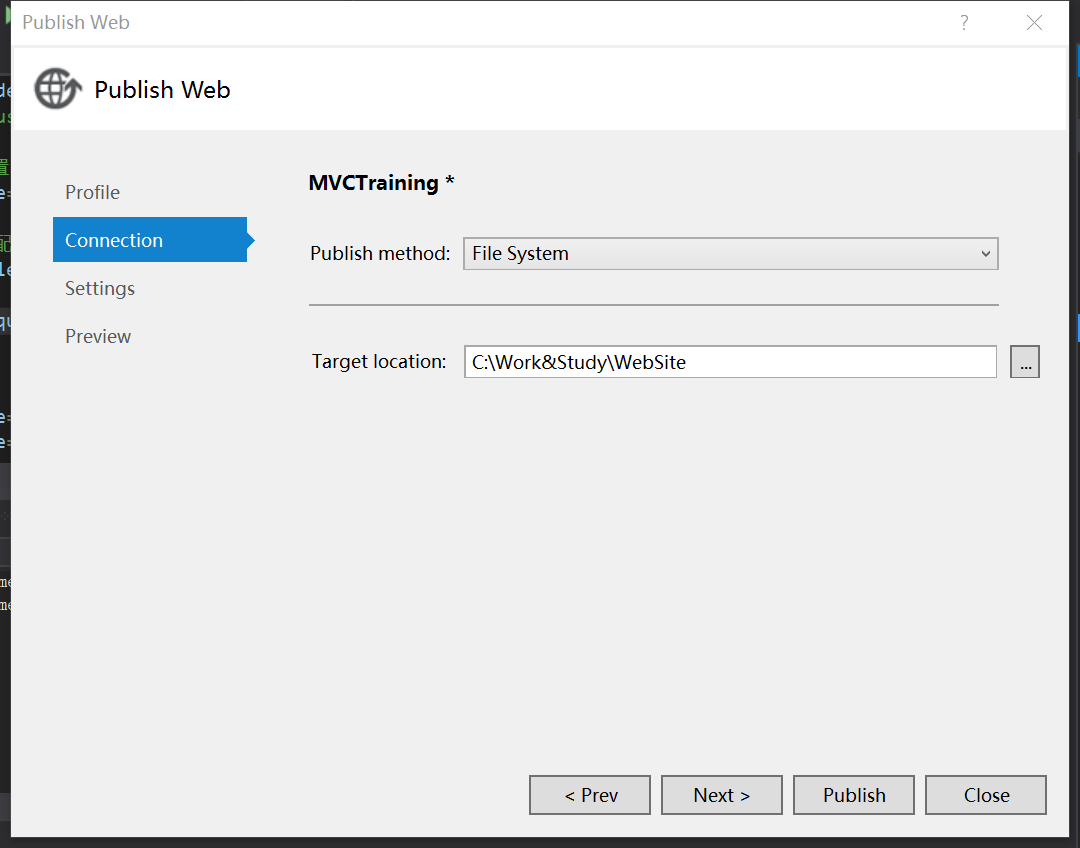 Publish Web
?
Publish Web
Profile
Connection
Settings
Preview
MVCTraining *
Publish method: File System
Target location: C:\Work&Study\WebSite ...
< Prev Next > Publish Close